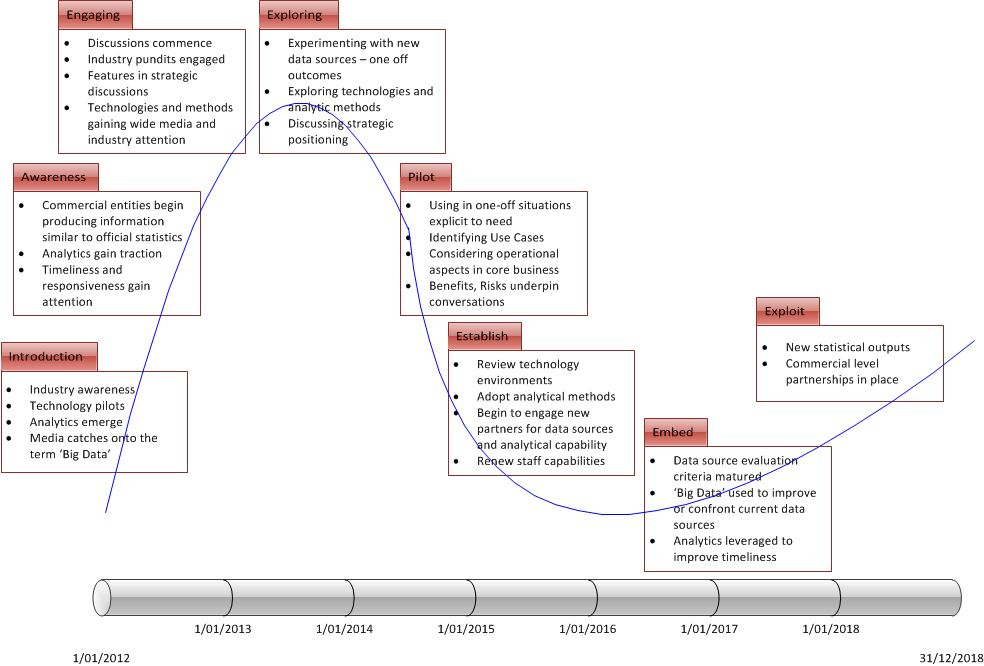 Engaging
• Discussions commence
• Industry pundits engaged
• Features in strategic
discussions
• Technologies and methods
gaining wide media and
industry attention
Exploring
• Experimenting with new
data sources – one off
outcomes
• Exploring technologies and
analytic methods
• Discussing strategic
positioning
Awareness
• Commercial entities begin
producing information
similar to official statistics
• Analytics gain traction
• Timeliness and
responsiveness gain
attention
Pilot
• Using in one-off situations
explicit to need
• Identifying Use Cases
• Considering operational
aspects in core business
• Benefits, Risks underpin
conversations
Introduction
• Industry awareness
• Technology pilots
• Analytics emerge
• Media catches onto the
term ‘Big Data’
Establish
• Review technology
environments
• Adopt analytical methods
• Begin to engage new
partners for data sources
and analytical capability
• Renew staff capabilities
Exploit
• New statistical outputs
• Commercial level
partnerships in place
Embed
• Data source evaluation
criteria matured
• ‘Big Data’ used to improve
or confront current data
sources
• Analytics leveraged to
improve timeliness
1/01/2013
1/01/2014
1/01/2015
1/01/2016
1/01/2017
1/01/2018
1/01/2012
31/12/2018